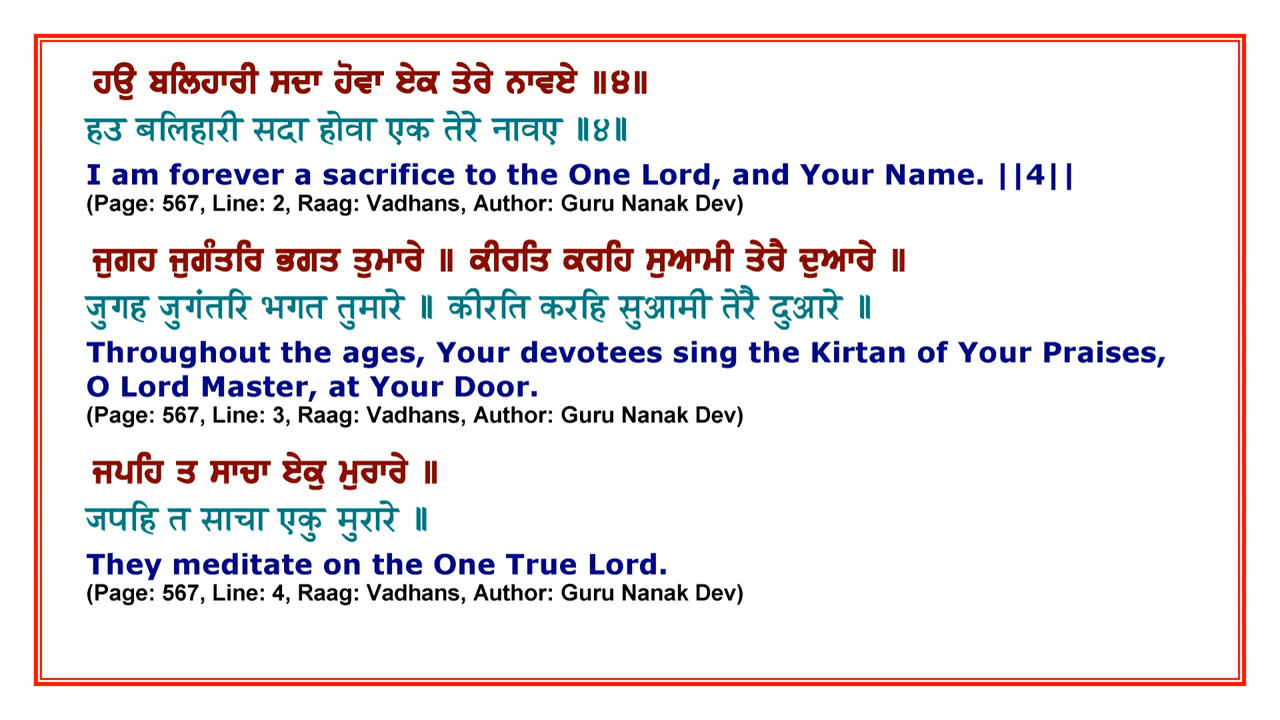 ਹਉ ਬਲਿਹਾਰੀ ਸਦਾ ਹੋਵਾ ਏਕ ਤੇਰੇ ਨਾਵਏ ॥੪॥
हउ बलिहारी सदा होवा एक तेरे नावए ॥४॥
I am forever a sacrifice to the One Lord, and Your Name. ||4||
(Page: 567, Line: 2, Raag: Vadhans, Author: Guru Nanak Dev)
ਜੁਗਹ ਜੁਗੰਤਰਿ ਭਗਤ ਤੁਮਾਰੇ ॥ ਕੀਰਤਿ ਕਰਹਿ ਸੁਆਮੀ ਤੇਰੈ ਦੁਆਰੇ ॥
जुगह जुगंतरि भगत तुमारे ॥ कीरति करहि सुआमी तेरै दुआरे ॥
Throughout the ages, Your devotees sing the Kirtan of Your Praises,
O Lord Master, at Your Door.
(Page: 567, Line: 3, Raag: Vadhans, Author: Guru Nanak Dev)
ਜਪਹਿ ਤ ਸਾਚਾ ਏਕੁ ਮੁਰਾਰੇ ॥
जपहि त साचा एकु मुरारे ॥
They meditate on the One True Lord.
(Page: 567, Line: 4, Raag: Vadhans, Author: Guru Nanak Dev)